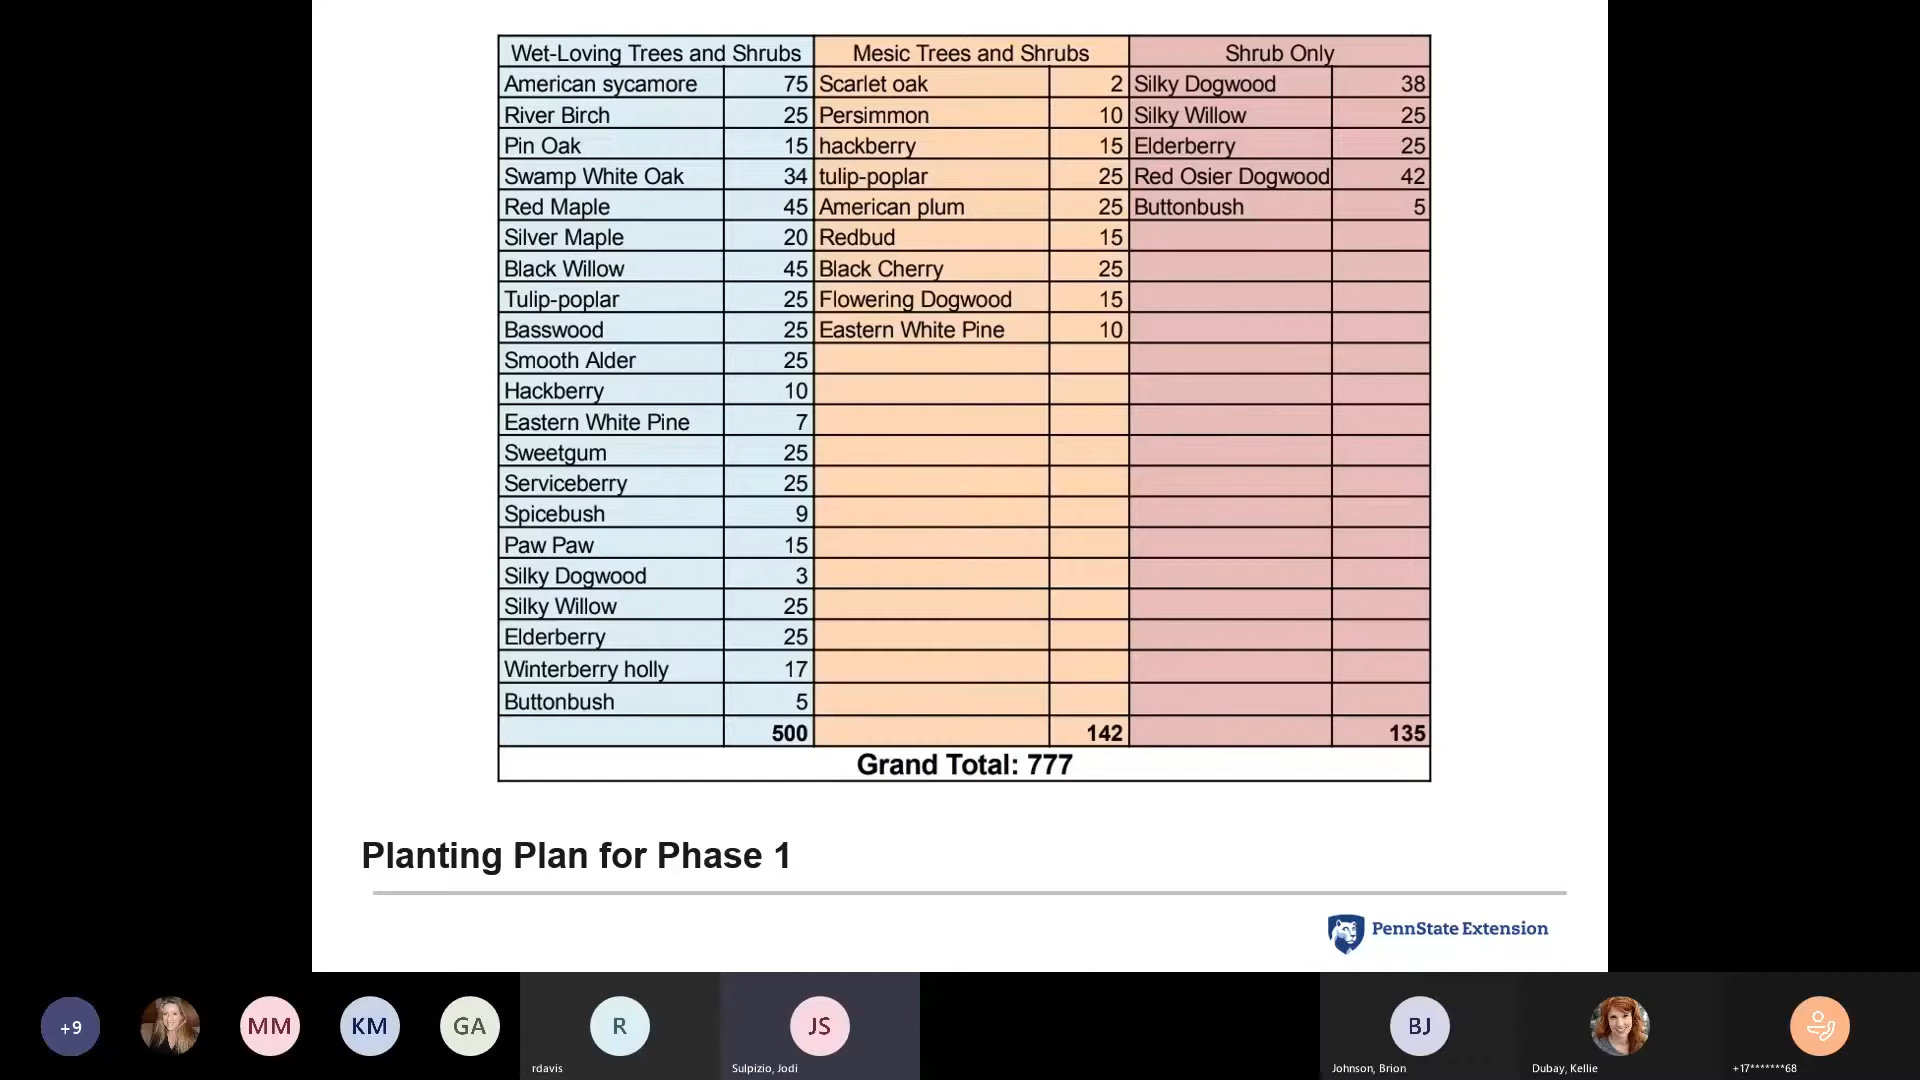 Wet-Loving Trees and Shrubs Mesic Trees and Shrubs Shrub Only
American sycamore 75 Scarlet oak 2 Silky Dogwood 38
River Birch 25 Persimmon 10 Silky Willow 25
Pin Oak 15 hackberry 15 Elderberry 25
Swamp White Oak 34 tulip-poplar 25 Red Osier Dogwood 42
Red Maple 45 American plum 25 Buttonbush 5
Silver Maple 20 Redbud 15
Black Willow 45 Black Cherry 25
Tulip-poplar 25 Flowering Dogwood 15
Basswood 25 Eastern White Pine 10
Smooth Alder 25
Hackberry 10
Eastern White Pine 7
Sweetgum 25
Serviceberry 25
Spicebush 9
Paw Paw 15
Silky Dogwood 3
Silky Willow 25
Elderberry 25
Winterberry holly 17
Buttonbush 5
500 142 135
Grand Total: 777
Planting Plan for Phase 1
PennState Extension
+9 MM KM GA R JS BJ
rdavis Sulpizio, Jodi Johnson, Brion Dubay, Kellie +17*******68